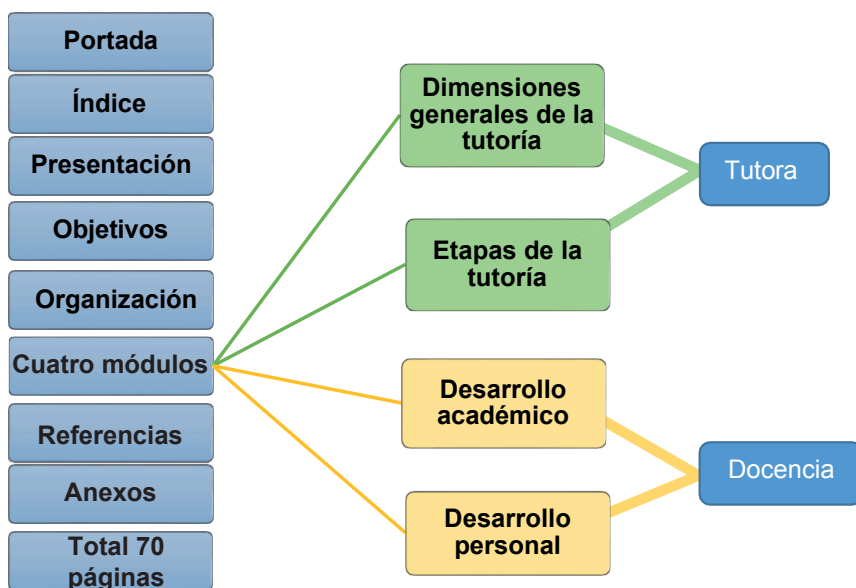 Portada
Índice
Presentación
Objetivos
Organización
Cuatro módulos
Referencias
Anexos
Total 70
páginas
Dimensiones
generales de la
tutoría
Etapas de la
tutoría
Desarrollo
académico
Desarrollo
personal
Tutora
Docencia